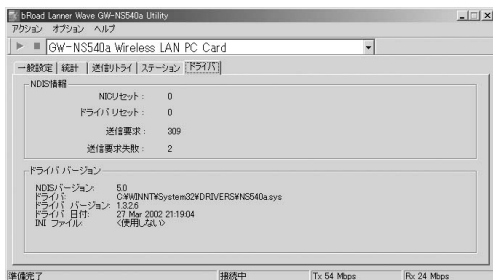 bRoad Lanner Wave GW-NS540a Utility
アクション オプション ヘルプ
GW-NS540a Wireless LAN PC Card
一般設定 統計 送信リトライ ステーション ドライバ
NDIS情報
NICリセット： 0
ドライバリセット： 0
送信要求： 309
送信要求失敗： 2
ドライバ バージョン
NDISバージョン: 5.0
ドライバ: C:¥WINNT¥System32¥DRIVERS¥NS540a.sys
ドライバ バージョン: 1.3.2.6
ドライバ 日付: 27 Mar 2002 21:19:04
INI ファイル: <使用しない>
準備完了 接続中 Tx 54 Mbps Rx 24 Mbps